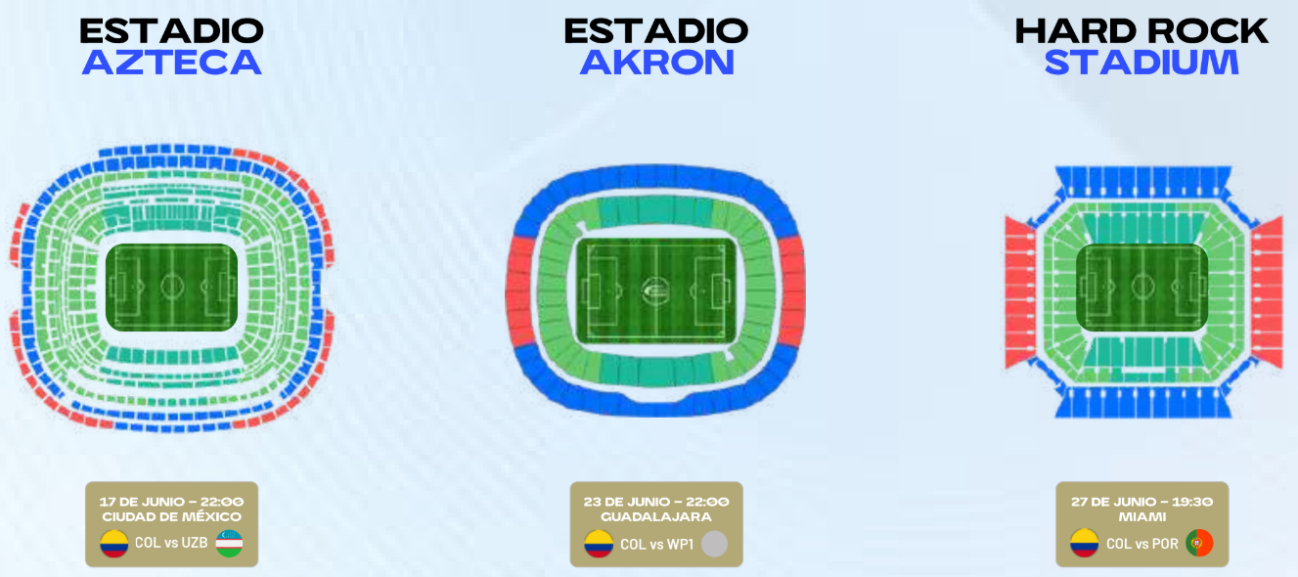 ESTADIO
AZTECA
ESTADIO
AKRON
HARD ROCK
STADIUM
17 DE JUNIO – 22:00
CIUDAD DE MÉXICO
COL vs UZB
23 DE JUNIO – 22:00
GUADALAJARA
COL vs WP1
27 DE JUNIO – 19:30
MIAMI
COL vs POR